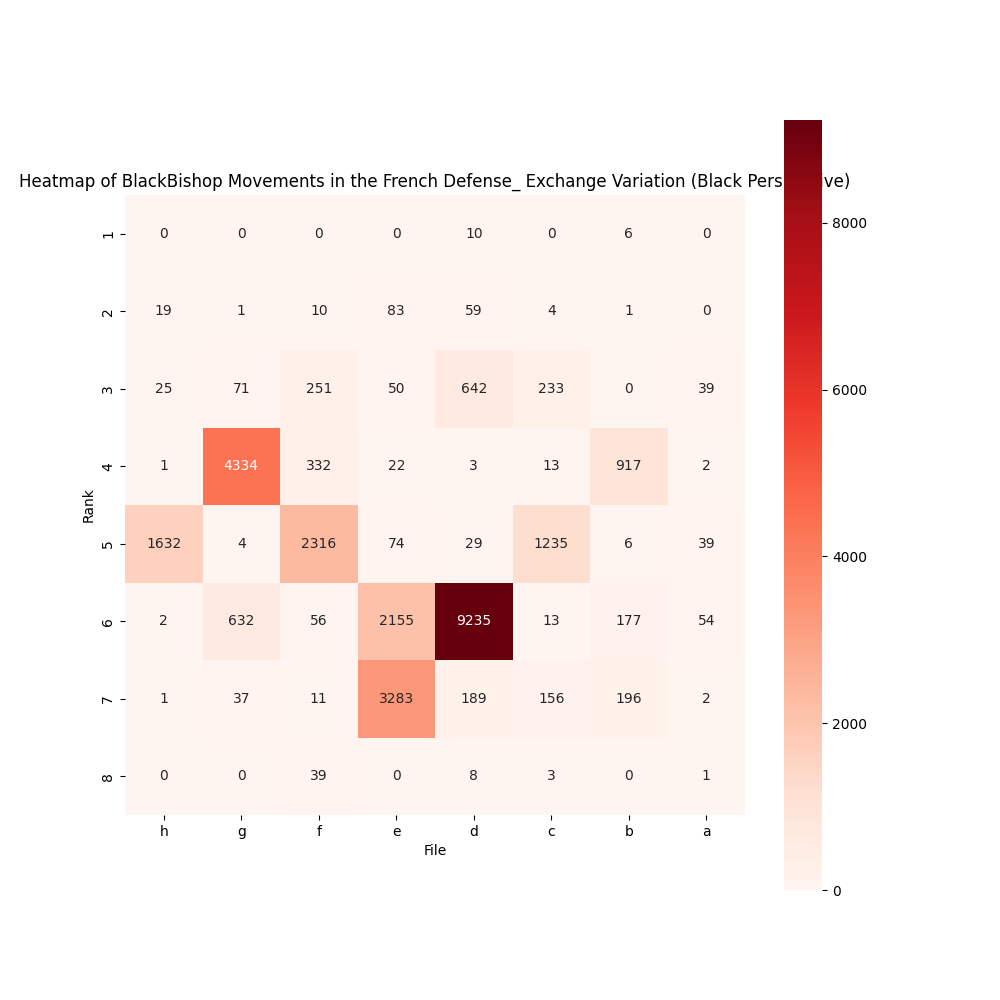 Heatmap of BlackBishop Movements in the French Defense_ Exchange Variation (Black Perspective)
1 0 0 0 0 10 0 6 0
2 19 1 10 83 59 4 1 0
3 25 71 251 50 642 233 0 39
4 1 4334 332 22 3 13 917 2
5 1632 4 2316 74 29 1235 6 39
6 2 632 56 2155 9235 13 177 54
7 1 37 11 3283 189 156 196 2
8 0 0 39 0 8 3 0 1
h g f e d c b a
File
Rank
8000
6000
4000
2000
0